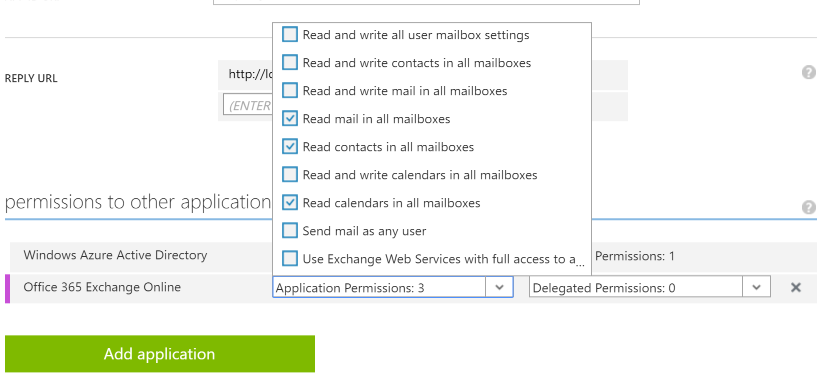 Read and write all user mailbox settings
Read and write contacts in all mailboxes
REPLY URL
http://lo
Read and write mail in all mailboxes
(ENTER
Read mail in all mailboxes
Read contacts in all mailboxes
Read and write calendars in all mailboxes
permissions to other application
Read calendars in all mailboxes
Send mail as any user
Windows Azure Active Directory
Use Exchange Web Services with full access to a...
Permissions: 1
Office 365 Exchange Online
Application Permissions: 3
Delegated Permissions: 0
Add application